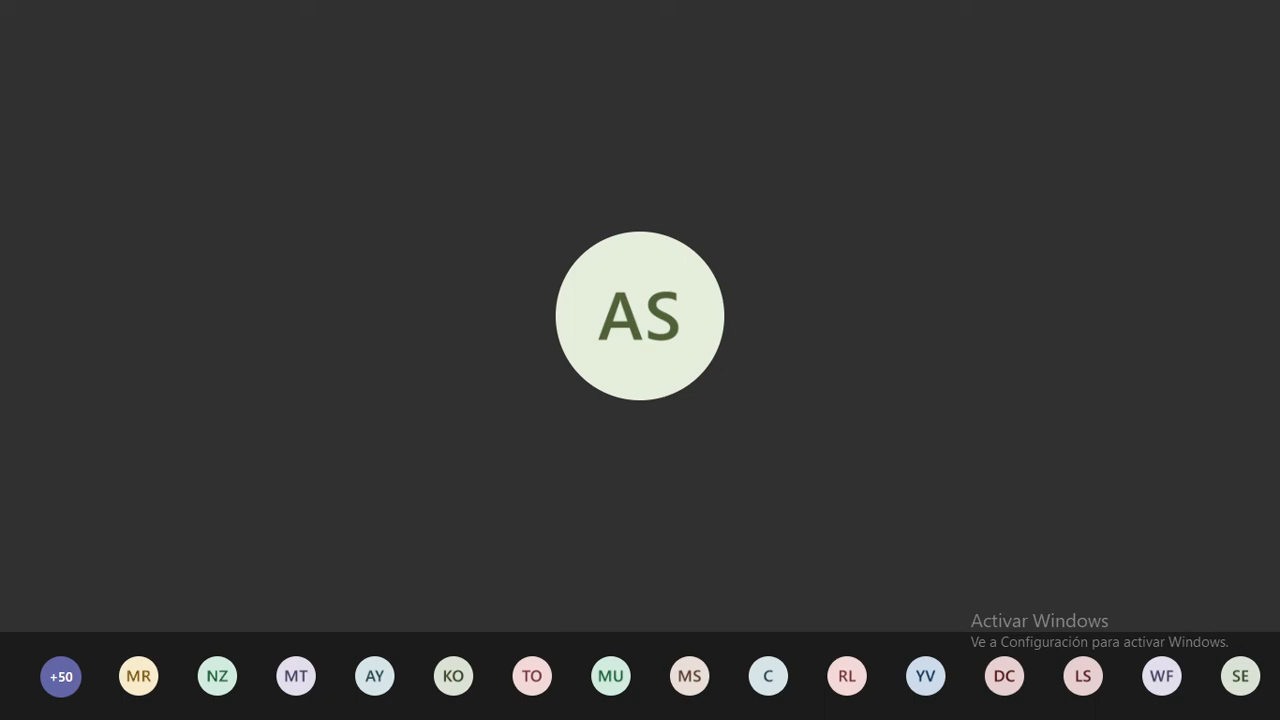 AS
Activar Windows
Ve a Configuración para activar Windows.
+50 MR NZ MT AY KO TO MU MS C RL YV DC LS WF SE